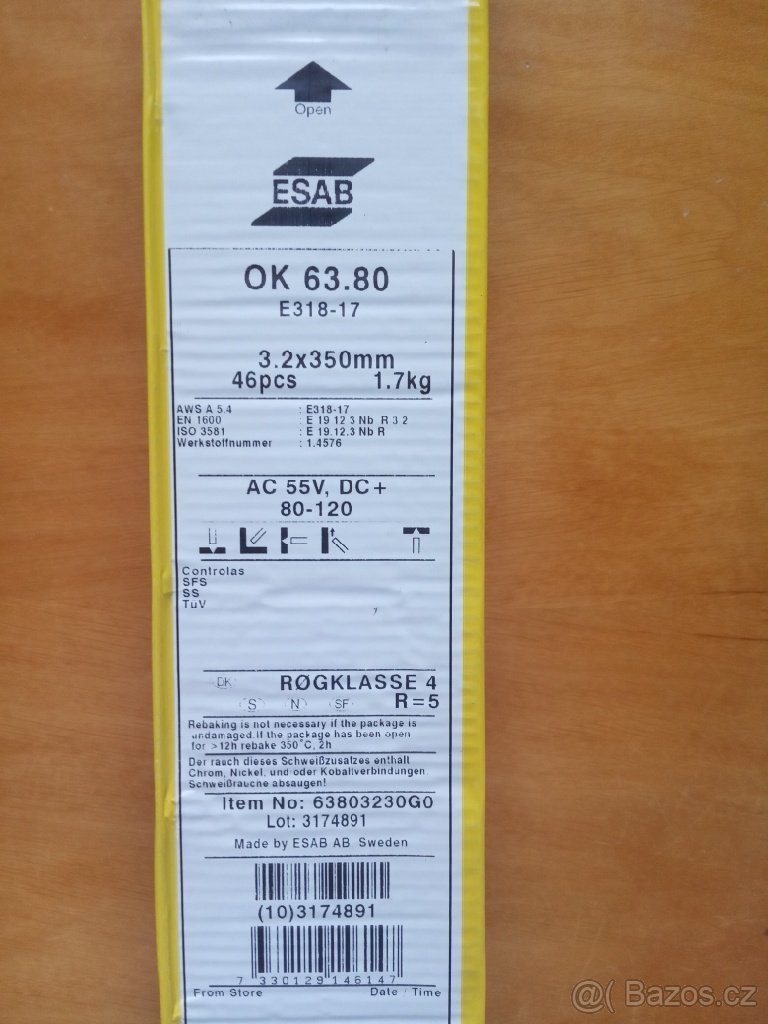 Open
ESAB
OK 63.80
E318-17
3.2x350mm
46pcs 1.7kg
AWS A 5.4 : E318-17
EN 1600 : E 19 12 3 Nb R 3 2
ISO 3581 : E 19.12.3 Nb R
Werkstoffnummer : 1.4576
AC 55V, DC+
80-120
Controlas
SFS
SS
TuV
DK RØGKLASSE 4
S N SF R=5
Rebaking is not necessary if the package is
undamaged. If the package has been open
for >12h rebake 350°C, 2h
Der rauch dieses Schweißzusatzes enthält
Chrom, Nickel, und oder Kobaltverbindungen.
Schweißrauche absaugen!
Item No: 63803230G0
Lot: 3174891
Made by ESAB AB Sweden
(10)3174891
7 330129 146147
From Store Date / Time
@( Bazos.cz